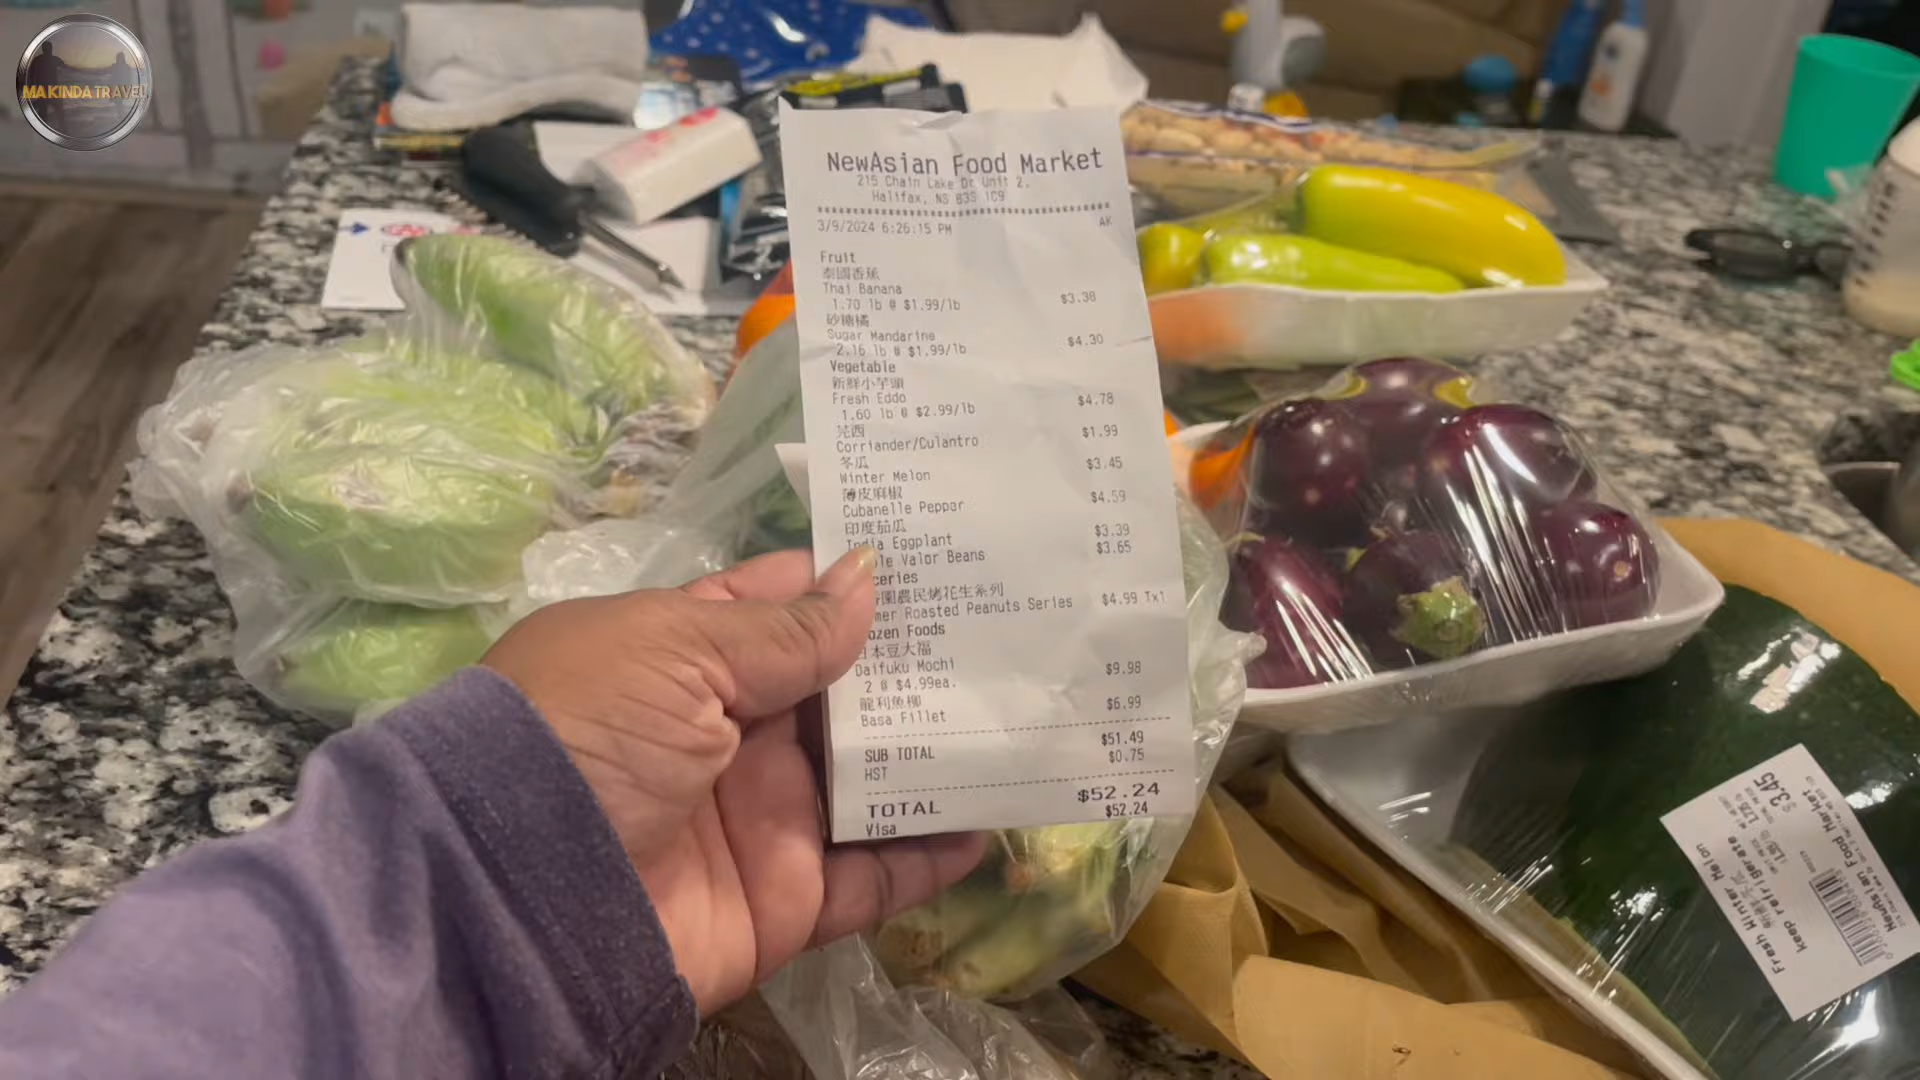 MAKINDA TRAVEL
NewAsian Food Market
215 Chain Lake Dr Unit 2,
Halifax, NS B3S 1C9
3/9/2024 6:26:15 PM AK
Fruit
泰國香蕉
Thai Banana
1.70 lb @ $1.99/lb $3.38
砂糖橘
Sugar Mandarine
2.16 lb @ $1.99/lb $4.30
Vegetable
新鮮小芋頭
Fresh Eddo
1.60 lb @ $2.99/lb $4.78
芫西
Corriander/Culantro $1.99
冬瓜
Winter Melon $3.45
薄皮麻椒
Cubanelle Pepper $4.59
印度茄瓜
India Eggplant $3.39
ple Valor Beans $3.65
ceries
園農民烤花生系列
mer Roasted Peanuts Series $4.99 Tx1
ozen Foods
日本豆大福
Daifuku Mochi
2 @ $4.99ea. $9.98
龍利魚柳
Basa Fillet $6.99
SUB TOTAL $51.49
HST $0.75
TOTAL $52.24
Visa $52.24
Fresh Winter Melon
keep refrigerate
$3.45
NewAsian Food Market